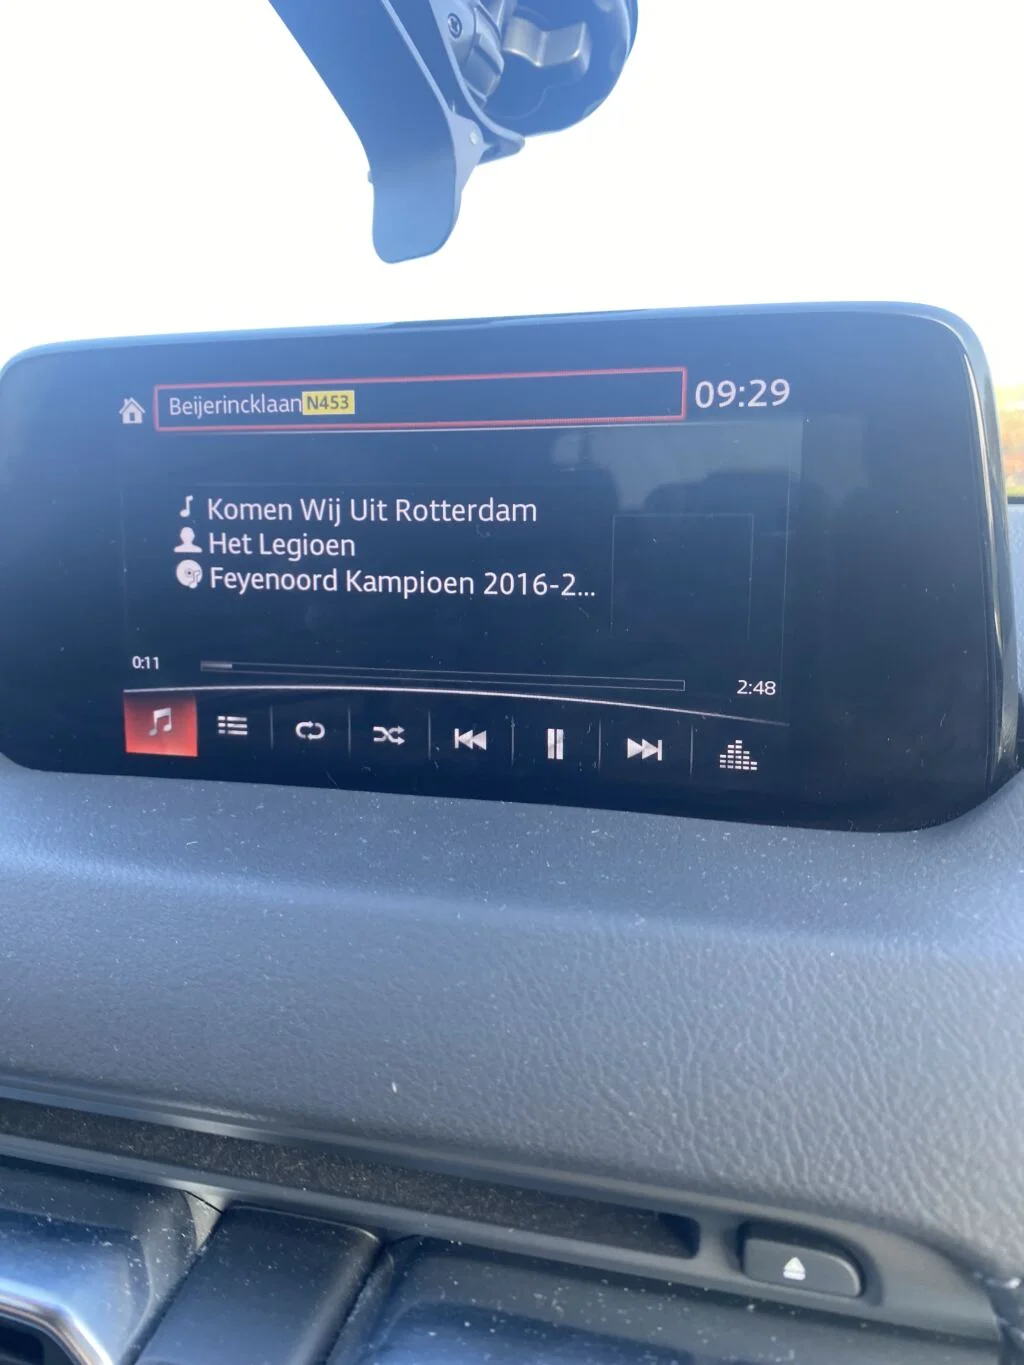 Beijerincklaan N453
09:29
Komen Wij Uit Rotterdam
Het Legioen
Feyenoord Kampioen 2016-2...
0:11
2:48